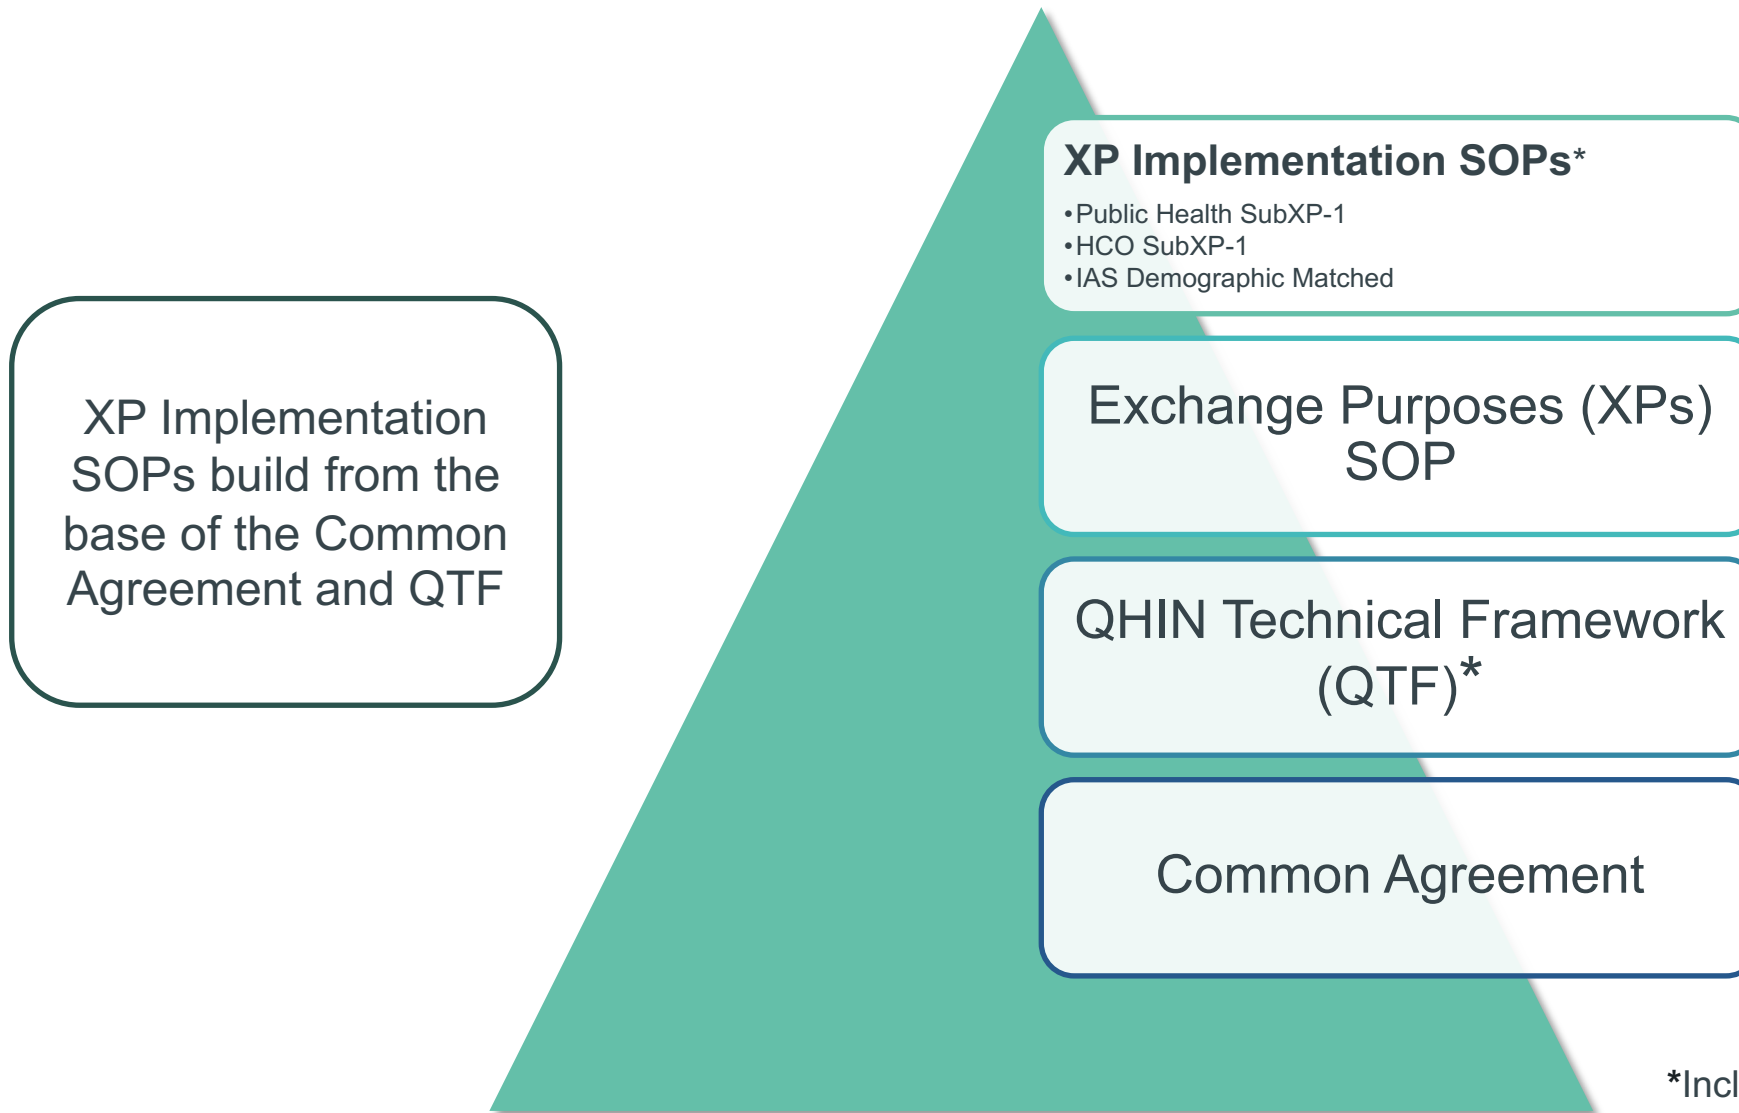 XP Implementation
SOPs build from the
base of the Common
Agreement and QTF
XP Implementation SOPs*
•Public Health SubXP-1
•HCO SubXP-1
•IAS Demographic Matched
Exchange Purposes (XPs)
SOP
QHIN Technical Framework
(QTF)*
Common Agreement
*Incl